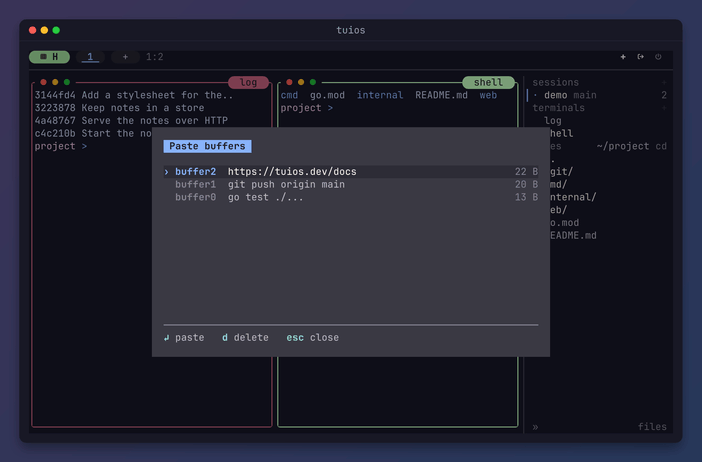 tuios
H 1 + 1:2
log
3144fd4 Add a stylesheet for the..
3223878 Keep notes in a store
4a48767 Serve the notes over HTTP
c4c210b Start the no
project >
shell
cmd go.mod internal README.md web
project >
sessions
· demo main 2
terminals
log
hell
es ~/project cd
.
git/
md/
nternal/
eb/
o.mod
EADME.md
» files
Paste buffers
› buffer2 https://tuios.dev/docs 22 B
buffer1 git push origin main 20 B
buffer0 go test ./... 13 B
↲ paste d delete esc close